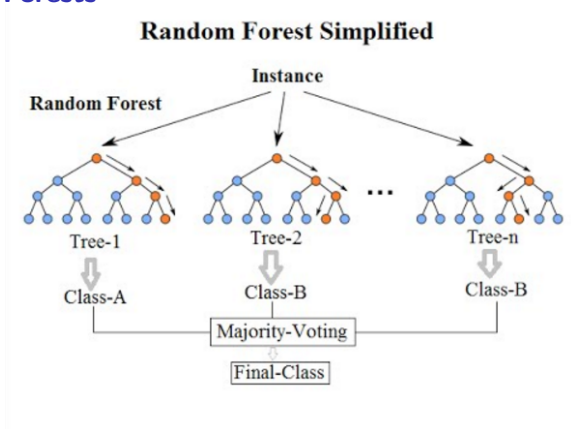 Random Forest Simplified
Instance
Random Forest
...
Tree-1
Tree-2
Tree-n
Class-A
Class-B
Class-B
Majority-Voting
Final-Class